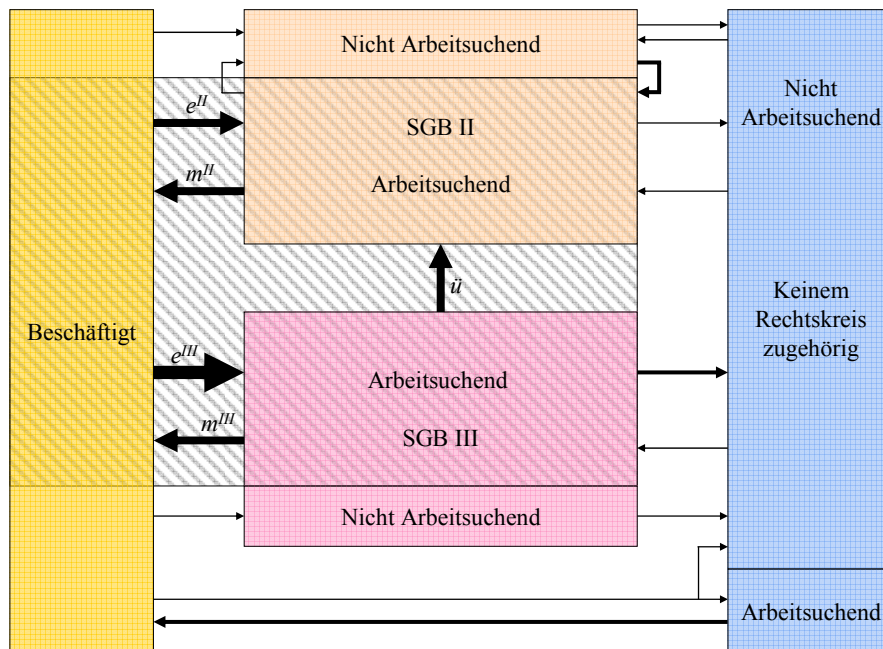 Nicht Arbeitsuchend
Nicht
Arbeitsuchend
e^{II}
SGB II
m^{II}
Arbeitsuchend
ü
Keinem
Rechtskreis
zugehörig
Beschäftigt
e^{III}
Arbeitsuchend
m^{III}
SGB III
Nicht Arbeitsuchend
Arbeitsuchend